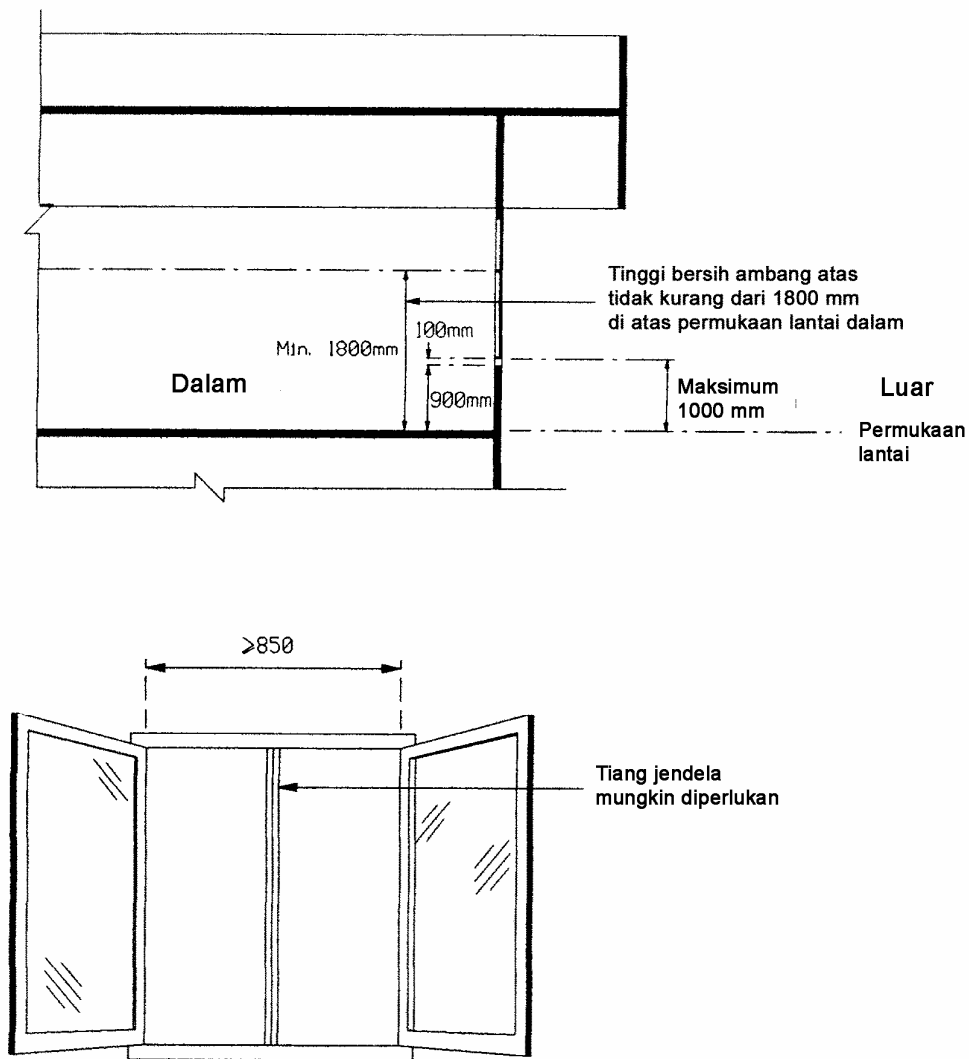 Tinggi bersih ambang atas
tidak kurang dari 1800 mm
di atas permukaan lantai dalam
100mm
Min. 1800mm
Dalam
900mm
Maksimum
1000 mm
Luar
Permukaan
lantai
≥850
Tiang jendela
mungkin diperlukan